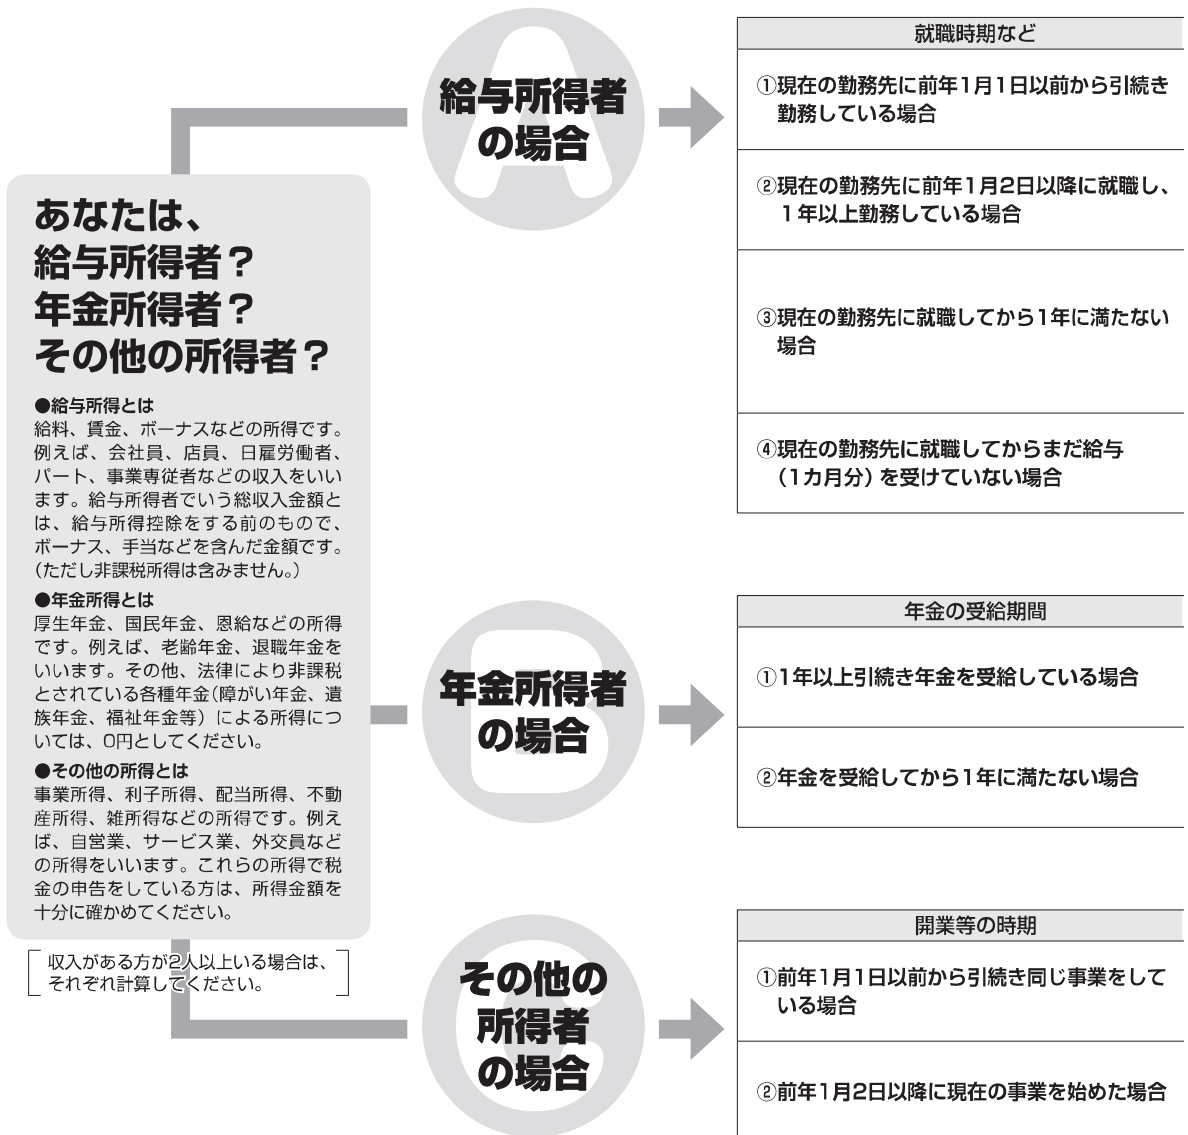 あなたは、
給与所得者？
年金所得者？
その他の所得者？
●給与所得とは
給料、賃金、ボーナスなどの所得です。
例えば、会社員、店員、日雇労働者、
パート、事業専従者などの収入をいい
ます。給与所得者でいう総収入金額と
は、給与所得控除をする前のもので、
ボーナス、手当などを含んだ金額です。
(ただし非課税所得は含みません。)
●年金所得とは
厚生年金、国民年金、恩給などの所得
です。例えば、老齢年金、退職年金を
いいます。その他、法律により非課税
とされている各種年金(障がい年金、遺
族年金、福祉年金等）による所得につ
いては、0円としてください。
●その他の所得とは
事業所得、利子所得、配当所得、不動
産所得、雑所得などの所得です。例え
ば、自営業、サービス業、外交員など
の所得をいいます。これらの所得で税
金の申告をしている方は、所得金額を
十分に確かめてください。
収入がある方が2人以上いる場合は、
それぞれ計算してください。
A
給与所得者
の場合
就職時期など
①現在の勤務先に前年1月1日以前から引続き
勤務している場合
②現在の勤務先に前年1月2日以降に就職し、
1年以上勤務している場合
③現在の勤務先に就職してから1年に満たない
場合
④現在の勤務先に就職してからまだ給与
(1カ月分）を受けていない場合
B
年金所得者
の場合
年金の受給期間
①1年以上引続き年金を受給している場合
②年金を受給してから1年に満たない場合
C
その他の
所得者
の場合
開業等の時期
①前年1月1日以前から引続き同じ事業をして
いる場合
②前年1月2日以降に現在の事業を始めた場合